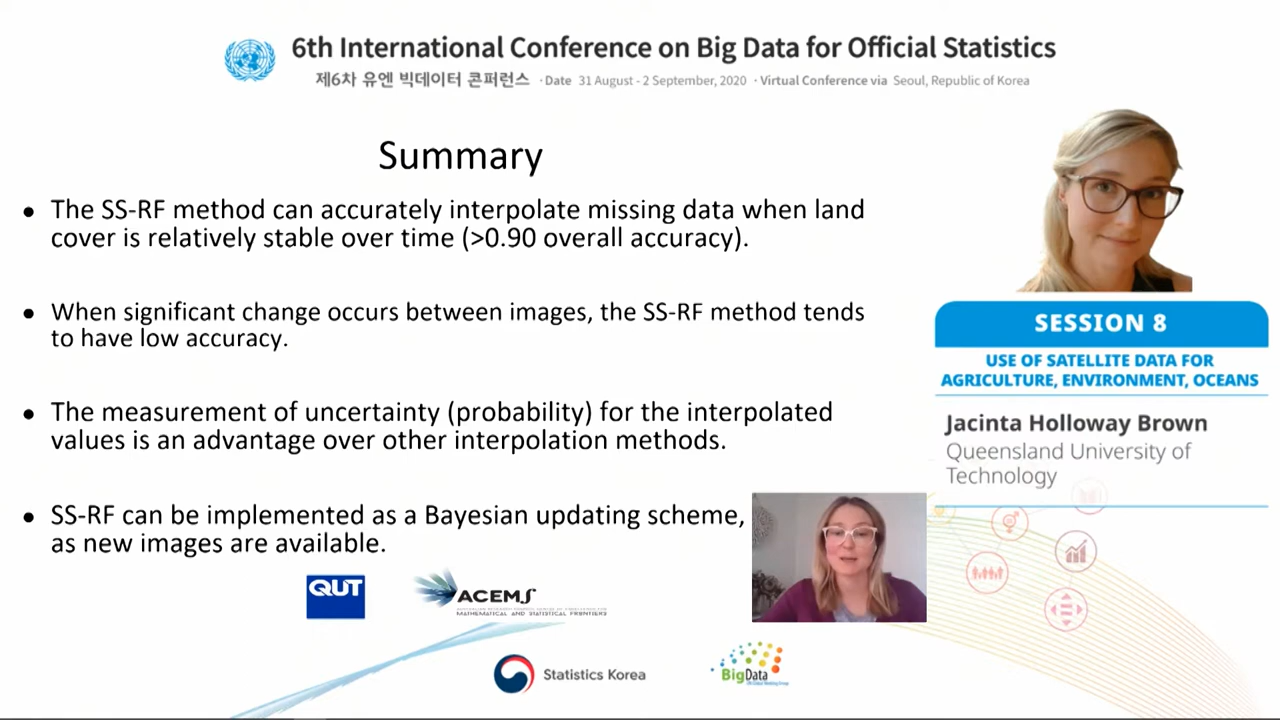 6th International Conference on Big Data for Official Statistics
제6차 유엔 빅데이터 콘퍼런스 · Date 31 August - 2 September, 2020 · Virtual Conference via Seoul, Republic of Korea
Summary
• The SS-RF method can accurately interpolate missing data when land
cover is relatively stable over time (>0.90 overall accuracy).
• When significant change occurs between images, the SS-RF method tends
to have low accuracy.
• The measurement of uncertainty (probability) for the interpolated
values is an advantage over other interpolation methods.
• SS-RF can be implemented as a Bayesian updating scheme,
as new images are available.
SESSION 8
USE OF SATELLITE DATA FOR
AGRICULTURE, ENVIRONMENT, OCEANS
Jacinta Holloway Brown
Queensland University of
Technology
QUT
ACEMS
MATHEMATICAL AND STATISTICAL FRONTIERS
Statistics Korea
BigData